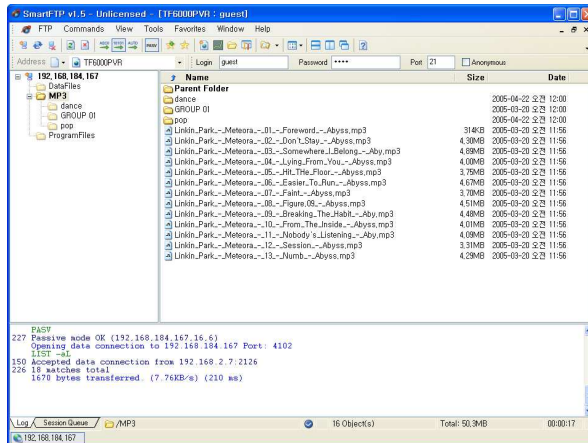 SmartFTP v1.5 - Unlicensed - [TF6000PVR : guest]
FTP Commands View Tools Favorites Window Help
Address TF6000PVR Login guest Password **** Port 21 Anonymous
192,168,184,167
DataFiles
MP3
dance
GROUP 01
pop
ProgramFiles
Name Size Date
Parent Folder
dance 2005-04-22 오전 12:00
GROUP 01 2005-03-20 오전 12:00
pop 2005-04-22 오전 12:00
Linkin_Park_-_Meteora_-_01_-_Foreword_-_Abyss,mp3 314KB 2005-03-20 오전 11:56
Linkin_Park_-_Meteora_-_02_-_Don't_Stay_-_Abyss,mp3 4,30MB 2005-03-20 오전 11:56
Linkin_Park_-_Meteora_-_03_-_Somewhere_I_Belong_-_Aby,mp3 4,89MB 2005-03-20 오전 11:56
Linkin_Park_-_Meteora_-_04_-_Lying_From_You_-_Abyss,mp3 4,00MB 2005-03-20 오전 11:56
Linkin_Park_-_Meteora_-_05_-_Hit_THe_Floor_-_Abyss,mp3 3,75MB 2005-03-20 오전 11:56
Linkin_Park_-_Meteora_-_06_-_Easier_To_Run_-_Abyss,mp3 4,67MB 2005-03-20 오전 11:56
Linkin_Park_-_Meteora_-_07_-_Faint_-_Abyss,mp3 3,70MB 2005-03-20 오전 11:56
Linkin_Park_-_Meteora_-_08_-_Figure,09_-_Abyss,mp3 4,51MB 2005-03-20 오전 11:56
Linkin_Park_-_Meteora_-_09_-_Breaking_The_Habit_-_Aby,mp3 4,48MB 2005-03-20 오전 11:56
Linkin_Park_-_Meteora_-_10_-_From_The_Inside_-_Abyss,mp3 4,01MB 2005-03-20 오전 11:56
Linkin_Park_-_Meteora_-_11_-_Nobody's_Listening_-_Aby,mp3 4,09MB 2005-03-20 오전 11:56
Linkin_Park_-_Meteora_-_12_-_Session_-_Abyss,mp3 3,31MB 2005-03-20 오전 11:56
Linkin_Park_-_Meteora_-_13_-_Numb_-_Abyss,mp3 4,29MB 2005-03-20 오전 11:56
PASV
227 Passive mode OK (192,168,184,167,16,6)
Opening data connection to 192.168.184.167 Port: 4102
LIST -aL
150 Accepted data connection from 192.168.2.7:2126
226 18 matches total
1670 bytes transferred. (7.76KB/s) (210 ms)
Log Session Queue /MP3 16 Object(s) Total: 50,3MB 00:00:17
192,168,184,167